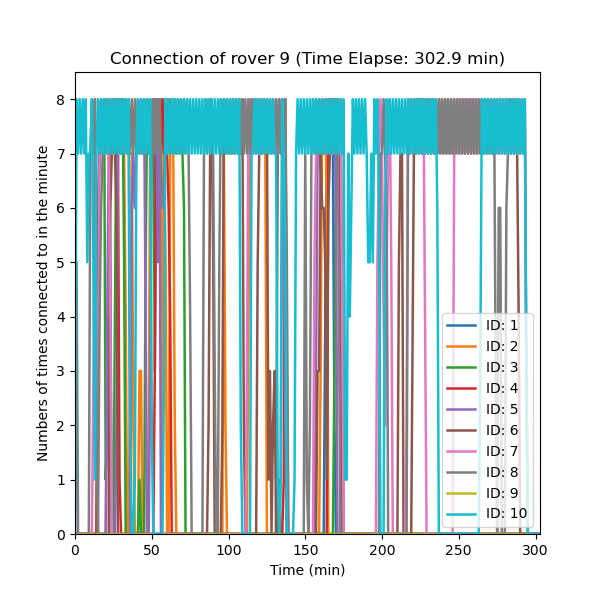 Connection of rover 9 (Time Elapse: 302.9 min)
Numbers of times connected to in the minute
8
7
6
5
4
3
2
1
0
0 50 100 150 200 250 300
Time (min)
ID: 1
ID: 2
ID: 3
ID: 4
ID: 5
ID: 6
ID: 7
ID: 8
ID: 9
ID: 10